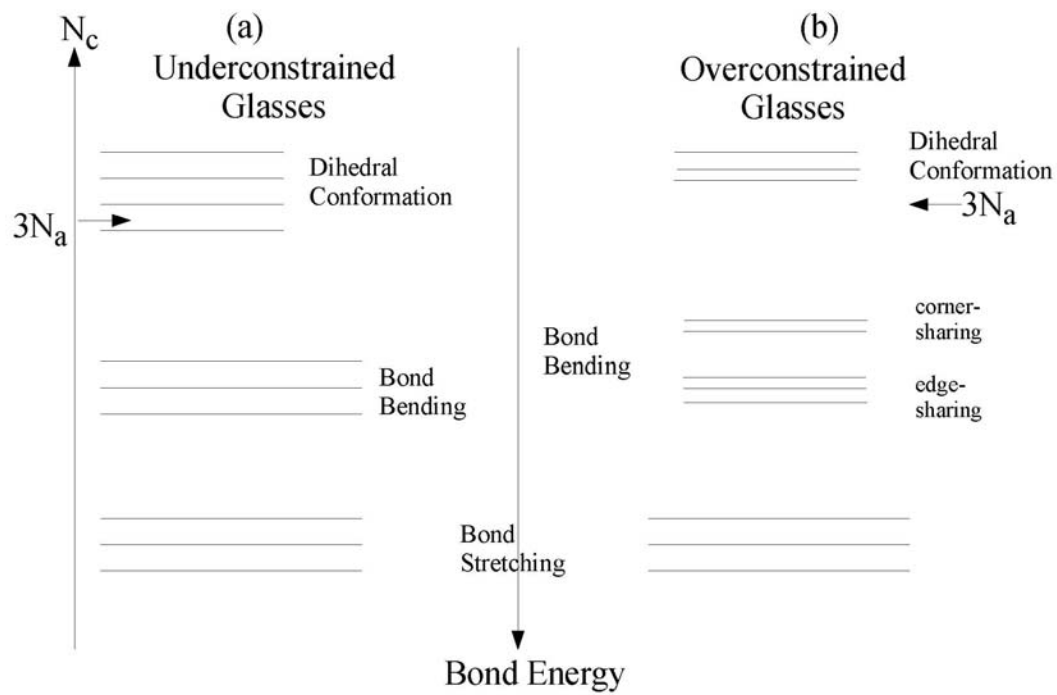 N_c
(a)
Underconstrained
Glasses
Dihedral
Conformation
3N_a
Bond
Bending
(b)
Overconstrained
Glasses
Dihedral
Conformation
3N_a
corner-
sharing
Bond
Bending
edge-
sharing
Bond
Stretching
Bond Energy